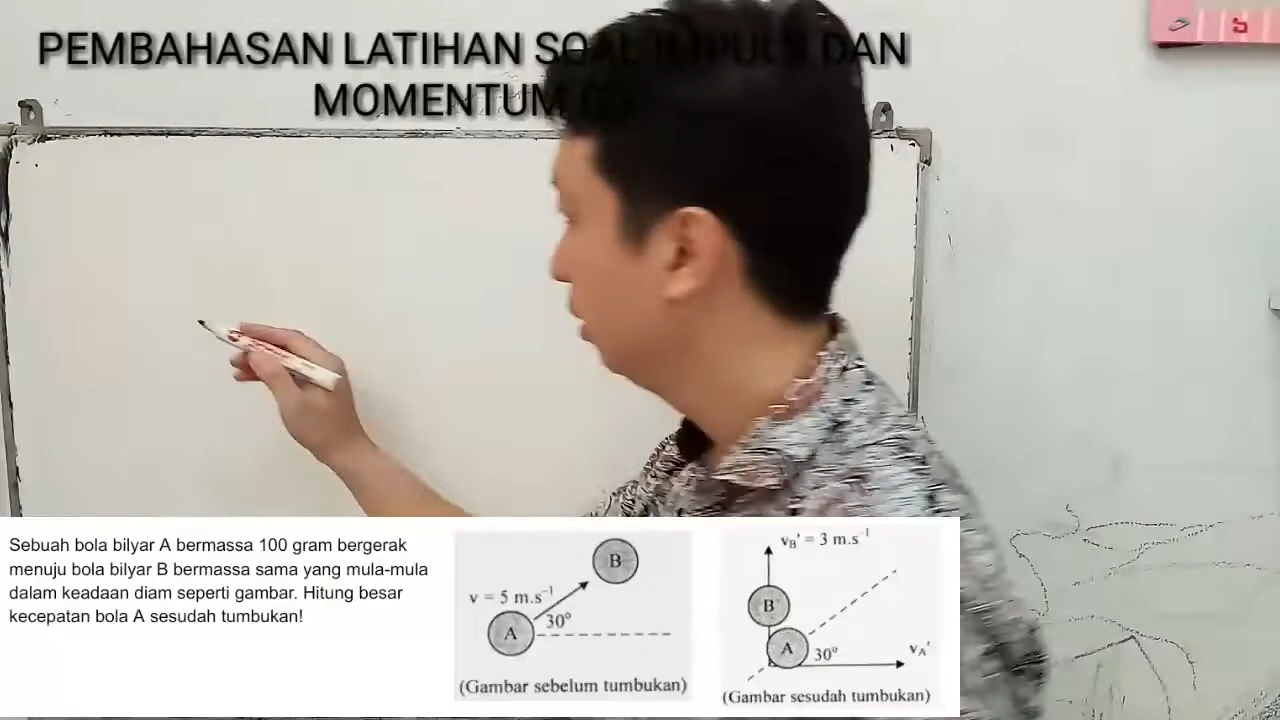 PEMBAHASAN LATIHAN SOAL IMPULS DAN
MOMENTUM
Sebuah bola bilyar A bermassa 100 gram bergerak
menuju bola bilyar B bermassa sama yang mula-mula
dalam keadaan diam seperti gambar. Hitung besar
kecepatan bola A sesudah tumbukan!
B
v = 5 m.s⁻¹
30°
A
(Gambar sebelum tumbukan)
v_B' = 3 m.s⁻¹
B
A
30°
v_A'
(Gambar sesudah tumbukan)